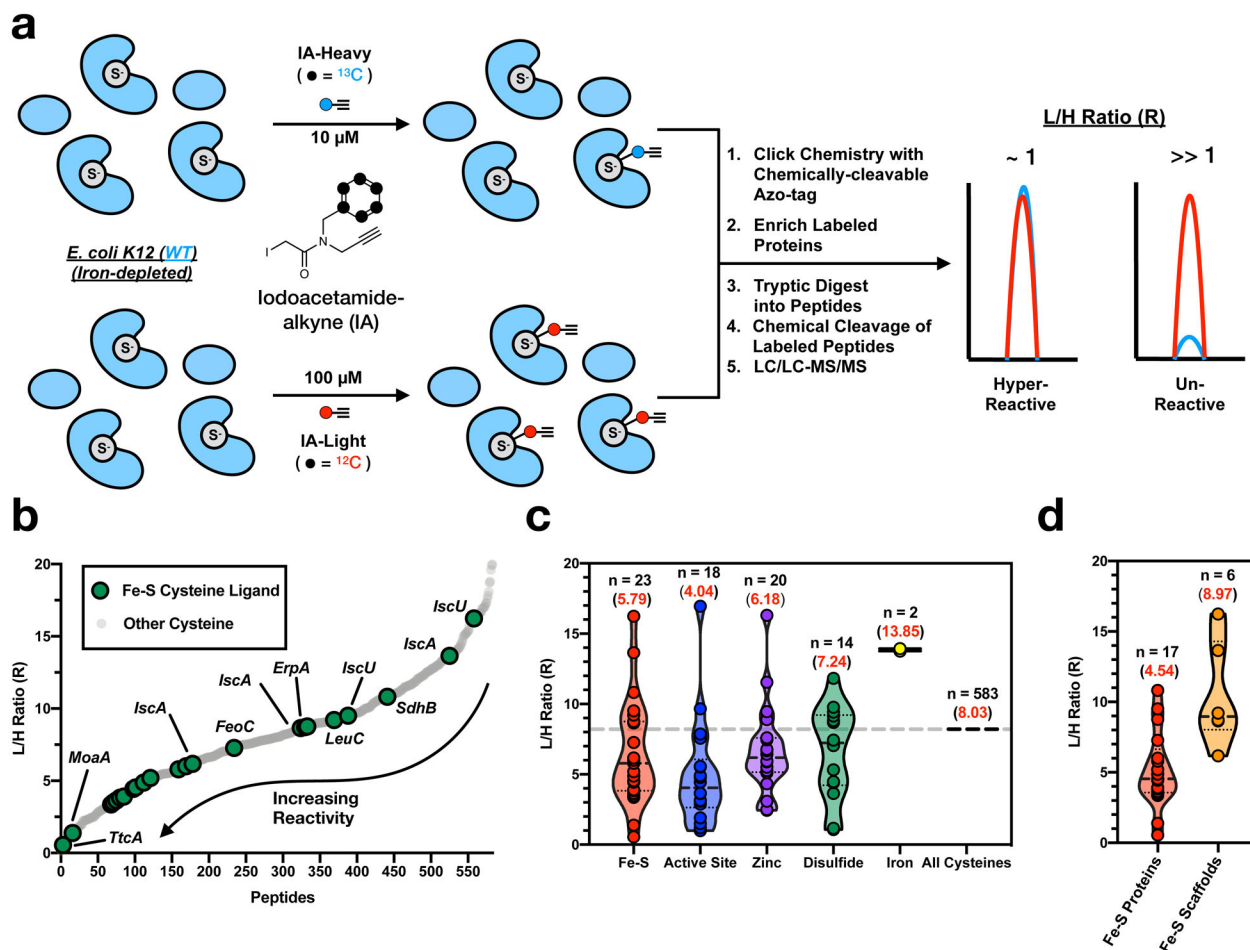 a
IA-Heavy
( ● = ¹³C)
10 µM
S⁻
S⁻
S⁻
S⁻
S⁻
S⁻
E. coli K12 (WT)
(Iron-depleted)
I
O
N
Iodoacetamide-
alkyne (IA)
100 µM
IA-Light
( ● = ¹²C)
S⁻
S⁻
S⁻
S⁻
S⁻
S⁻
1. Click Chemistry with
Chemically-cleavable
Azo-tag
2. Enrich Labeled
Proteins
3. Tryptic Digest
into Peptides
4. Chemical Cleavage of
Labeled Peptides
5. LC/LC-MS/MS
L/H Ratio (R)
~ 1
>> 1
Hyper-
Reactive
Un-
Reactive
b
L/H Ratio (R)
20
15
10
5
0
Fe-S Cysteine Ligand
Other Cysteine
TtcA
MoaA
IscA
FeoC
IscA
ErpA
LeuC
IscU
SdhB
IscA
IscU
Increasing
Reactivity
0 50 100 150 200 250 300 350 400 450 500 550
Peptides
c
L/H Ratio (R)
20
15
10
5
0
n = 23
(5.79)
n = 18
(4.04)
n = 20
(6.18)
n = 14
(7.24)
n = 2
(13.85)
n = 583
(8.03)
Fe-S Active Site Zinc Disulfide Iron All Cysteines
d
L/H Ratio (R)
20
15
10
5
0
n = 17
(4.54)
n = 6
(8.97)
Fe-S Proteins
Fe-S Scaffolds